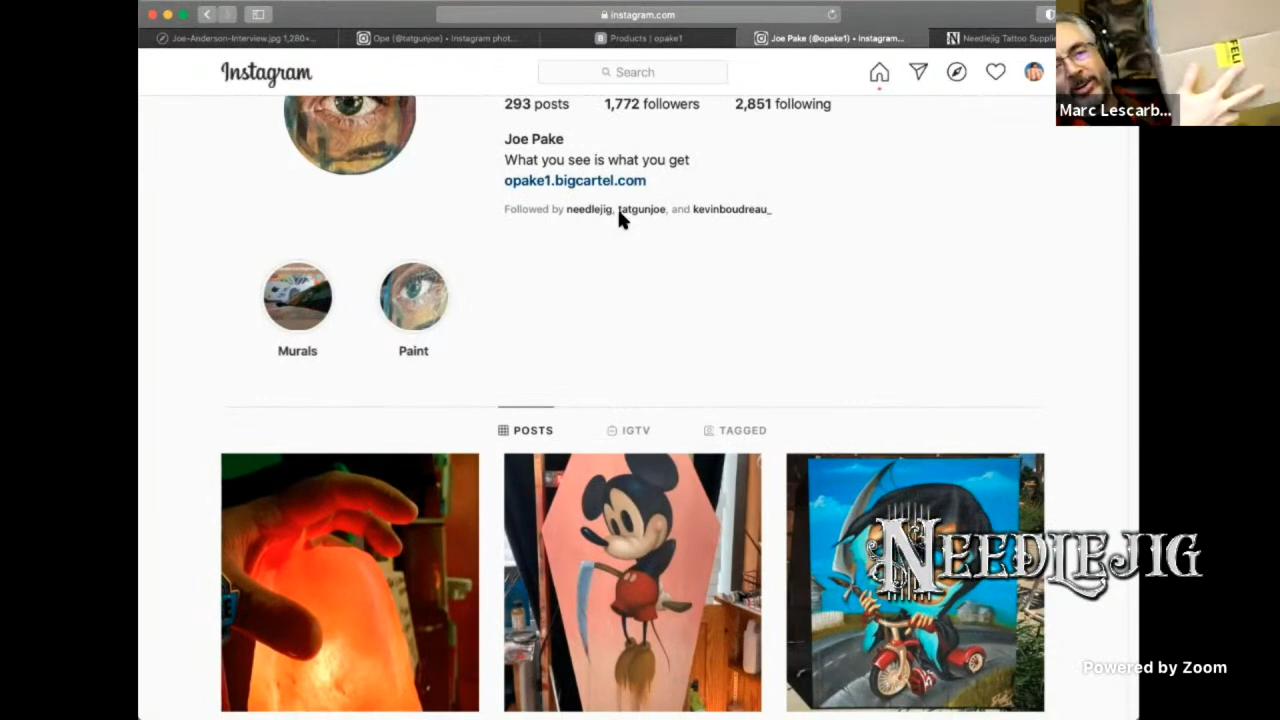 instagram.com
Joe-Anderson-Interview.jpg 1,280×...
Ope (@tatgunjoe) • Instagram phot...
Products | opake1
Joe Pake (@opake1) • Instagram...
Needlejig Tattoo Supplie
Instagram
Search
FELI
Marc Lescarb...
293 posts
1,772 followers
2,851 following
Joe Pake
What you see is what you get
opake1.bigcartel.com
Followed by needlejig, tatgunjoe, and kevinboudreau_
Murals
Paint
POSTS
IGTV
TAGGED
NEEDLEJIG
Powered by Zoom